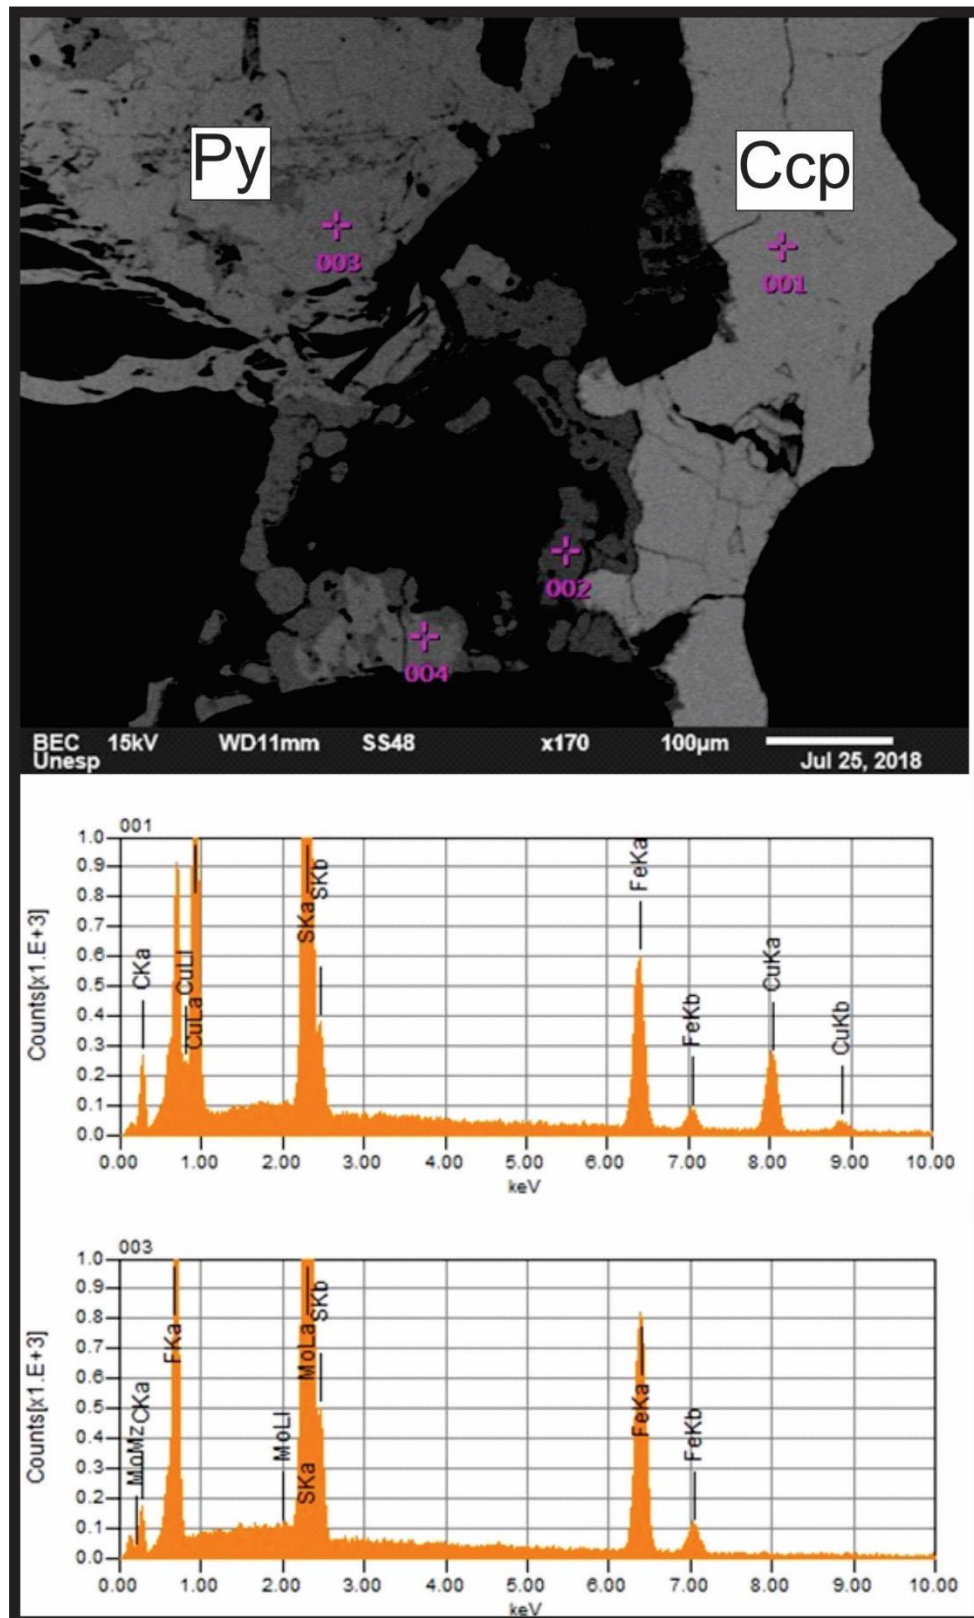 Py
Ccp
003
001
002
004
BEC 15kV WD11mm SS48 x170 100µm
Unesp Jul 25, 2018
001
Counts[x1.E+3]
1.0
0.9
0.8
0.7
0.6
0.5
0.4
0.3
0.2
0.1
0.0
CKa
CuLl
CuLa
SKa
SKb
FeKa
FeKb
CuKa
CuKb
0.00 1.00 2.00 3.00 4.00 5.00 6.00 7.00 8.00 9.00 10.00
keV
003
Counts[x1.E+3]
1.0
0.9
0.8
0.7
0.6
0.5
0.4
0.3
0.2
0.1
0.0
MoMz
CKa
FKa
MoLl
SKa
MoLa
SKb
FeKa
FeKb
0.00 1.00 2.00 3.00 4.00 5.00 6.00 7.00 8.00 9.00 10.00
keV